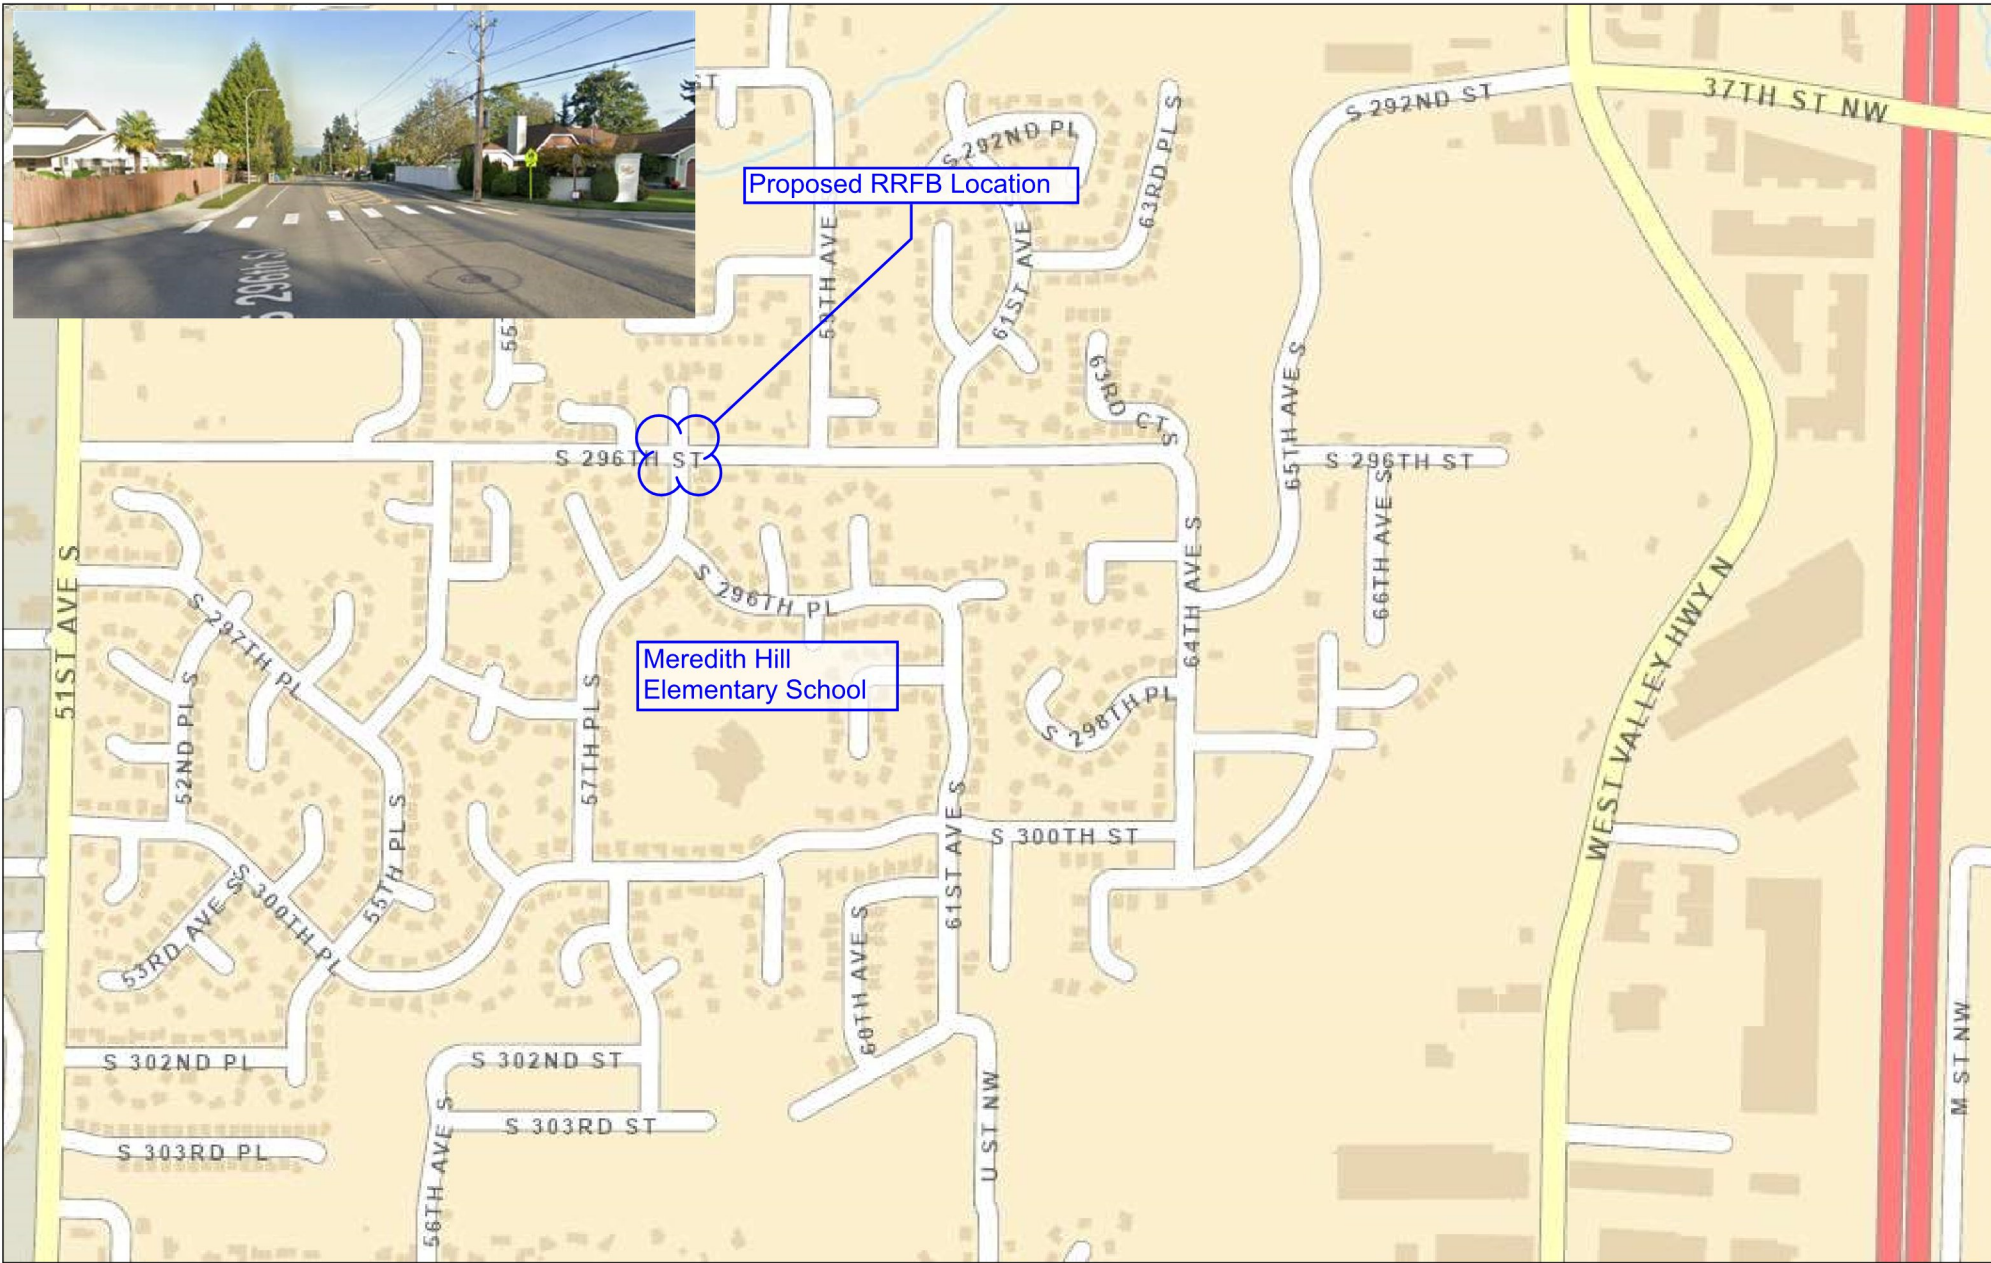 S 296th St
ST
S 292ND PL
63RD PL S
S 292ND ST
37TH ST NW
Proposed RRFB Location
59TH AVE
61ST AVE
55T
63RD CT S
65TH AVE S
S 296TH ST
S 296TH ST
66TH AVE S
64TH AVE S
51ST AVE S
S 297TH PL
S 296TH PL
Meredith Hill
Elementary School
52ND PL S
57TH PL S
S 298TH PL
WEST VALLEY HWY N
55TH PL S
61ST AVE S
S 300TH ST
53RD AVE S
S 300TH PL
60TH AVE S
S 302ND PL
S 302ND ST
S 303RD ST
S 303RD PL
56TH AVE S
U ST NW
M ST NW